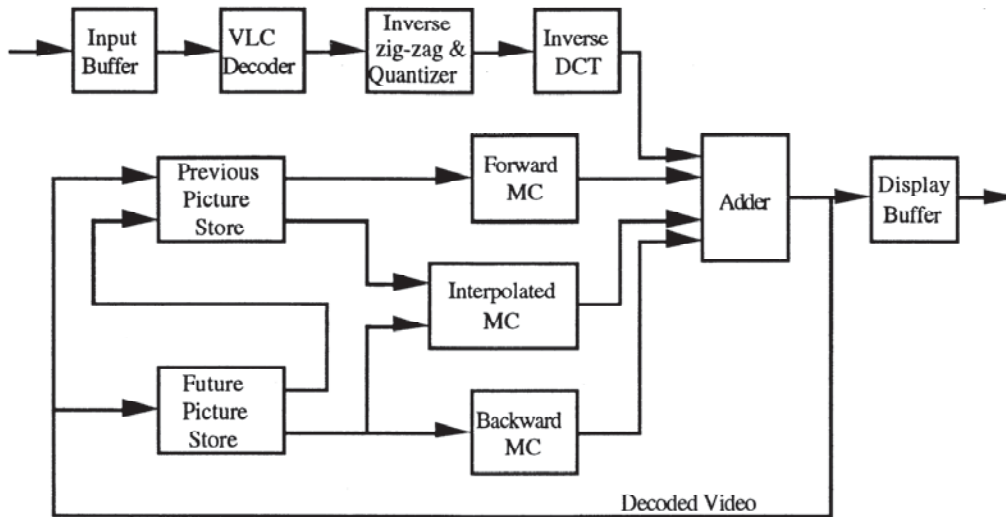 Input
Buffer
VLC
Decoder
Inverse
zig-zag &
Quantizer
Inverse
DCT
Previous
Picture
Store
Forward
MC
Adder
Display
Buffer
Interpolated
MC
Future
Picture
Store
Backward
MC
Decoded Video